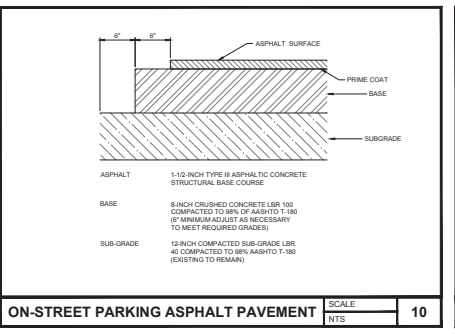 6" 6"
ASPHALT SURFACE
PRIME COAT
BASE
SUBGRADE
ASPHALT 1-1/2-INCH TYPE III ASPHALTIC CONCRETE
STRUCTURAL BASE COURSE
BASE 8-INCH CRUSHED CONCRETE LBR 100
COMPACTED TO 98% OF AASHTO T-180
(6" MINIMUM ADJUST AS NECESSARY
TO MEET REQUIRED GRADES)
SUB-GRADE 12-INCH COMPACTED SUB-GRADE LBR
40 COMPACTED TO 98% AASHTO T-180
(EXISTING TO REMAIN)
ON-STREET PARKING ASPHALT PAVEMENT SCALE 10
NTS